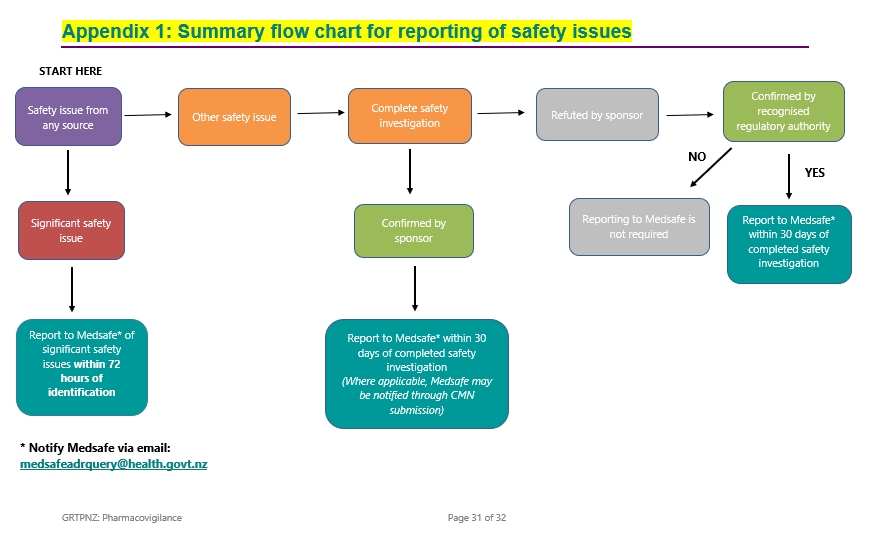 Appendix 1: Summary flow chart for reporting of safety issues
START HERE
Safety issue from
any source
Other safety issue
Complete safety
investigation
Refuted by sponsor
Confirmed by
recognised
regulatory authority
NO
YES
Significant safety
issue
Confirmed by
sponsor
Reporting to Medsafe is
not required
Report to Medsafe*
within 30 days of
completed safety
investigation
Report to Medsafe* of
significant safety
issues within 72
hours of
identification
Report to Medsafe* within 30
days of completed safety
investigation
(Where applicable, Medsafe may
be notified through CMN
submission)
* Notify Medsafe via email:
medsafeadrquery@health.govt.nz
GRTPNZ: Pharmacovigilance
Page 31 of 32